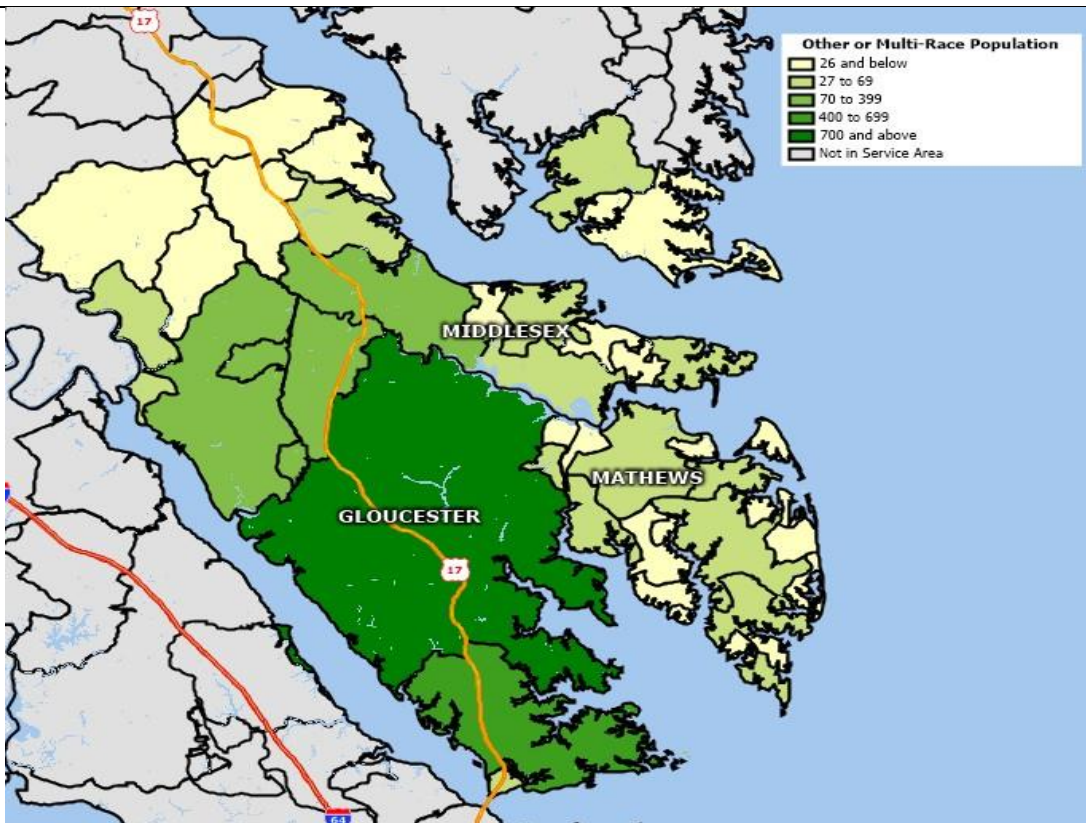 17
Other or Multi-Race Population
26 and below
27 to 69
70 to 399
400 to 699
700 and above
Not in Service Area
MIDDLESEX
MATHEWS
GLOUCESTER
17
64